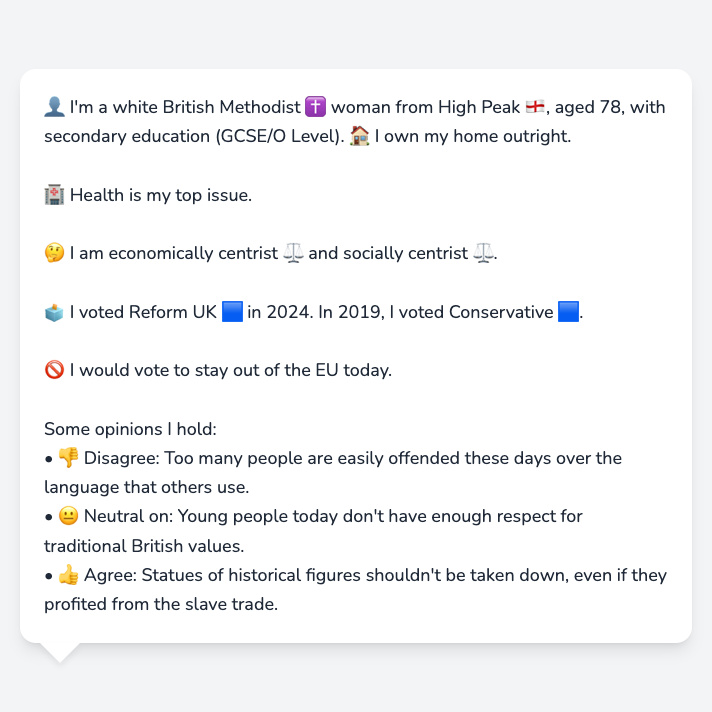 👤 I'm a white British Methodist ✝️ woman from High Peak 🏴󠁧󠁢󠁥󠁮󠁧󠁿, aged 78, with
secondary education (GCSE/O Level). 🏠 I own my home outright.
🏥 Health is my top issue.
🤔 I am economically centrist ⚖️ and socially centrist ⚖️.
🗳️ I voted Reform UK 🟦 in 2024. In 2019, I voted Conservative 🟦.
🚫 I would vote to stay out of the EU today.
Some opinions I hold:
• 👎 Disagree: Too many people are easily offended these days over the
language that others use.
• 😐 Neutral on: Young people today don't have enough respect for
traditional British values.
• 👍 Agree: Statues of historical figures shouldn't be taken down, even if they
profited from the slave trade.